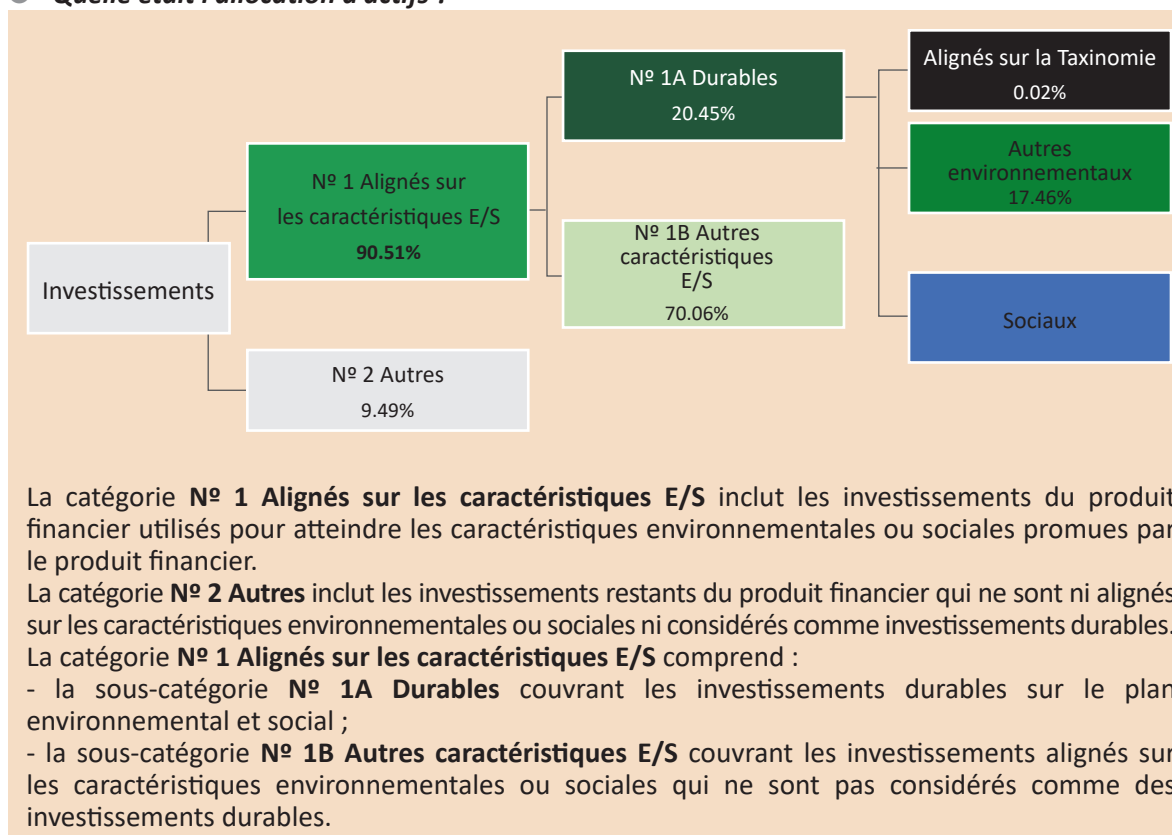 Quelle était l'allocation d'actifs ?
Alignés sur la Taxinomie
0.02%
Nº 1A Durables
20.45%
Autres
environnementaux
17.46%
Nº 1 Alignés sur
les caractéristiques E/S
90.51%
Nº 1B Autres
caractéristiques
E/S
70.06%
Investissements
Sociaux
Nº 2 Autres
9.49%
La catégorie Nº 1 Alignés sur les caractéristiques E/S inclut les investissements du produit
financier utilisés pour atteindre les caractéristiques environnementales ou sociales promues par
le produit financier.
La catégorie Nº 2 Autres inclut les investissements restants du produit financier qui ne sont ni alignés
sur les caractéristiques environnementales ou sociales ni considérés comme investissements durables.
La catégorie Nº 1 Alignés sur les caractéristiques E/S comprend :
- la sous-catégorie Nº 1A Durables couvrant les investissements durables sur le plan
environnemental et social ;
- la sous-catégorie Nº 1B Autres caractéristiques E/S couvrant les investissements alignés sur
les caractéristiques environnementales ou sociales qui ne sont pas considérés comme des
investissements durables.